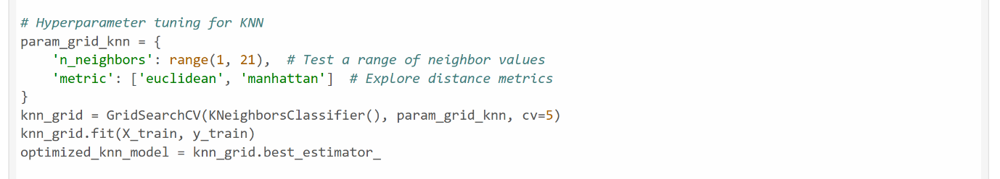 # Hyperparameter tuning for KNN
param_grid_knn = {
    'n_neighbors': range(1, 21),  # Test a range of neighbor values
    'metric': ['euclidean', 'manhattan']  # Explore distance metrics
}
knn_grid = GridSearchCV(KNeighborsClassifier(), param_grid_knn, cv=5)
knn_grid.fit(X_train, y_train)
optimized_knn_model = knn_grid.best_estimator_